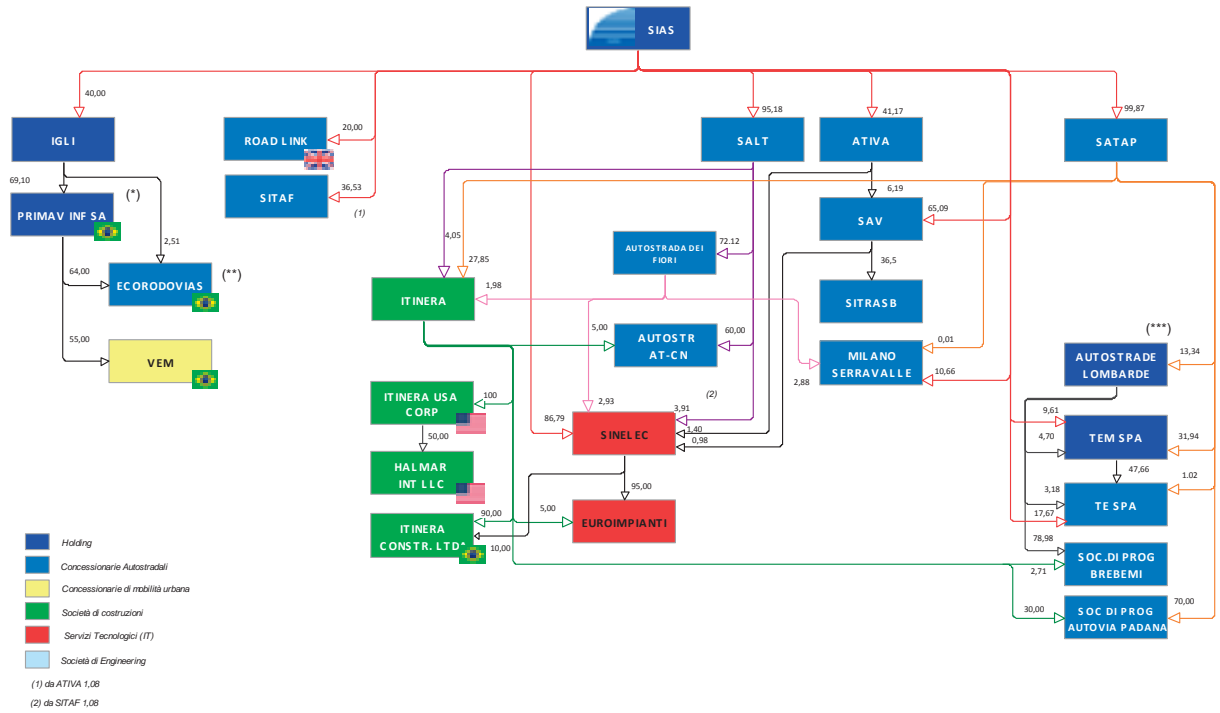 SIAS
40,00
95,18
41,17
99,87
IGLI
ROAD LINK
20,00
SALT
ATIVA
SATAP
69,10
(*)
SITAF
36,53
(1)
6,19
PRIMAV INF SA
SAV
65,09
2,51
4,05
AUTOSTRADA DEI
FIORI
72.12
64,00
ECORODOVIAS
(**)
27,85
36,5
ITINERA
1,98
SITRASB
55,00
5,00
60,00
0,01
(***)
VEM
AUTOSTR
AT-CN
MILANO
SERRAVALLE
AUTOSTRADE
LOMBARDE
13,34
2,88
10,66
ITINERA USA
CORP
100
2,93
(2)
3,91
86,79
SINELEC
1,40
0,98
9,61
4,70
TEM SPA
31,94
50,00
47,66
HALMAR
INT LLC
95,00
3,18
TE SPA
1.02
17,67
90,00
5,00
EUROIMPIANTI
ITINERA
CONSTR. LTDA
10,00
78,98
SOC.DI PROG
BREBEMI
2,71
30,00
SOC DI PROG
AUTOVIA PADANA
70,00
Holding
Concessionarie Autostradali
Concessionarie di mobilità urbana
Società di costruzioni
Servizi Tecnologici (IT)
Società di Engineering
(1) da ATIVA 1,08
(2) da SITAF 1,08